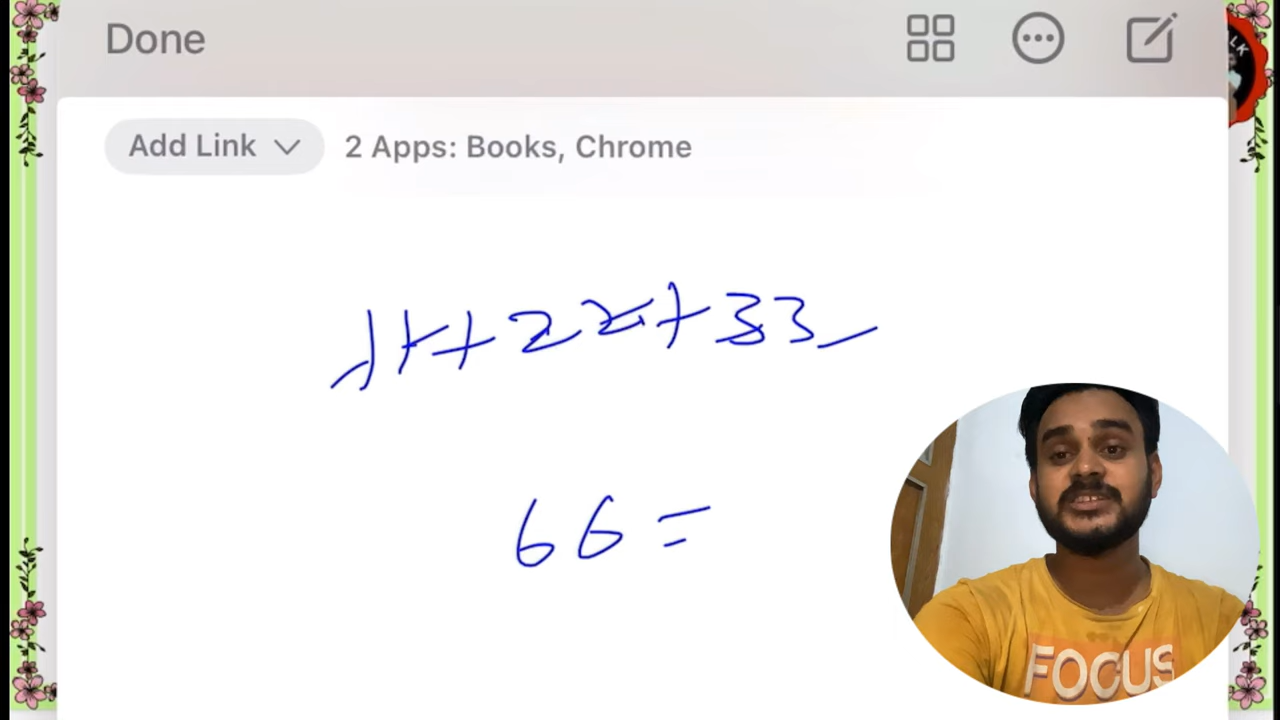 Done
Add Link
2 Apps: Books, Chrome
11+22+33
66=
FOCUS